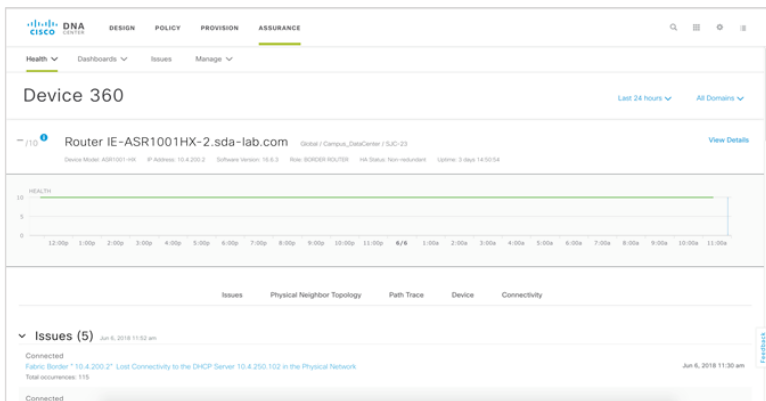 CISCO DNA CENTER DESIGN POLICY PROVISION ASSURANCE
Health Dashboards Issues Manage
Device 360 Last 24 hours All Domains
–/10 Router IE-ASR1001HX-2.sda-lab.com Global / Campus_DataCenter / SJC-23 View Details
Device Model: ASR1001-HX IP Address: 10.4.200.2 Software Version: 16.6.3 Role: BORDER ROUTER HA Status: Non-redundant Uptime: 3 days 14:50:54
HEALTH
10
5
0
12:00p 1:00p 2:00p 3:00p 4:00p 5:00p 6:00p 7:00p 8:00p 9:00p 10:00p 11:00p 6/6 1:00a 2:00a 3:00a 4:00a 5:00a 6:00a 7:00a 8:00a 9:00a 10:00a 11:00a
Issues Physical Neighbor Topology Path Trace Device Connectivity
Issues (5) Jun 6, 2018 11:52 am
Feedback
Connected
Fabric Border " 10.4.200.2" Lost Connectivity to the DHCP Server 10.4.250.102 in the Physical Network Jun 6, 2018 11:30 am
Total occurrences: 115
Connected